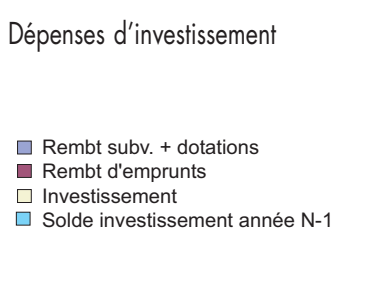 Dépenses d’investissement
Rembt subv. + dotations
Rembt d'emprunts
Investissement
Solde investissement année N-1